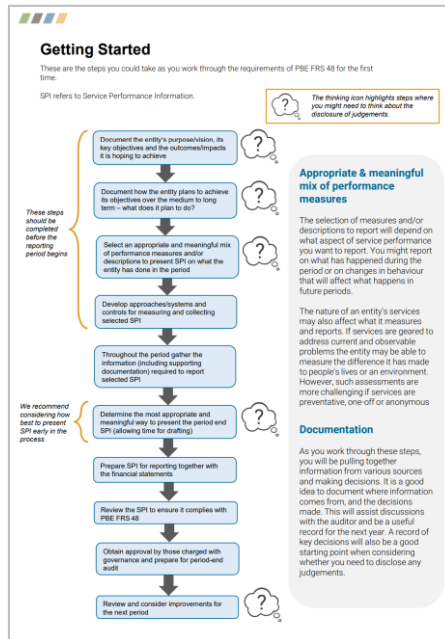 Getting Started
These are the steps you could take as you work through the requirements of PBE FRS 48 for the first
time.
SPI refers to Service Performance Information.
?
The thinking icon highlights steps where
you might need to think about the
disclosure of judgements.
These steps
should be
completed
before the
reporting
period begins
Document the entity's purpose/vision, its
key objectives and the outcomes/impacts
it is hoping to achieve
?
Document how the entity plans to achieve
its objectives over the medium to long
term – what does it plan to do?
?
Select an appropriate and meaningful mix
of performance measures and/or
descriptions to present SPI on what the
entity has done in the period
?
Develop approaches/systems and
controls for measuring and collecting
selected SPI
Throughout the period gather the
information (including supporting
documentation) required to report
selected SPI
We recommend
considering how
best to present
SPI early in the
process
Determine the most appropriate and
meaningful way to present the period end
SPI (allowing time for drafting)
?
Prepare SPI for reporting together with
the financial statements
Review the SPI to ensure it complies with
PBE FRS 48
Obtain approval by those charged with
governance and prepare for period-end
audit
Review and consider improvements for
the next period
?
Appropriate & meaningful
mix of performance
measures
The selection of measures and/or
descriptions to report will depend on
what aspect of service performance
you want to report. You might report
on what has happened during the
period or on changes in behaviour
that will affect what happens in
future periods.
The nature of an entity's services
may also affect what it measures
and reports. If services are geared to
address current and observable
problems the entity may be able to
measure the difference it has made
to people's lives or an environment.
However, such assessments are
more challenging if services are
preventative, one-off or anonymous
Documentation
As you work through these steps,
you will be pulling together
information from various sources
and making decisions. It is a good
idea to document where information
comes from, and the decisions
made. This will assist discussions
with the auditor and be a useful
record for the next year. A record of
key decisions will also be a good
starting point when considering
whether you need to disclose any
judgements.